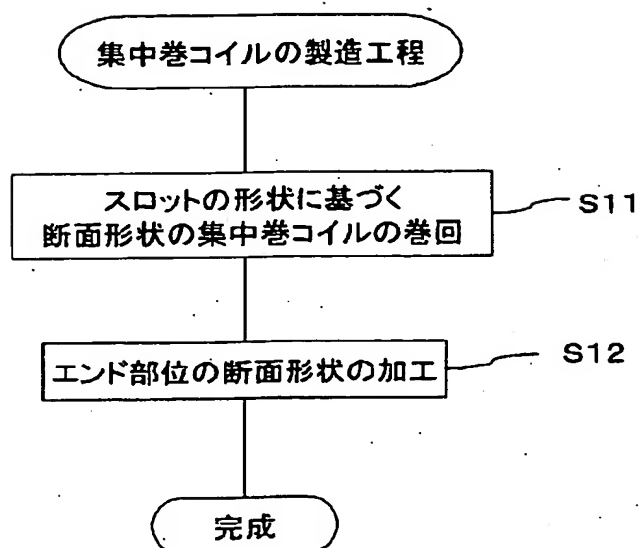 集中巻コイルの製造工程
スロットの形状に基づく
断面形状の集中巻コイルの巻回
S11
エンド部位の断面形状の加工
S12
完成